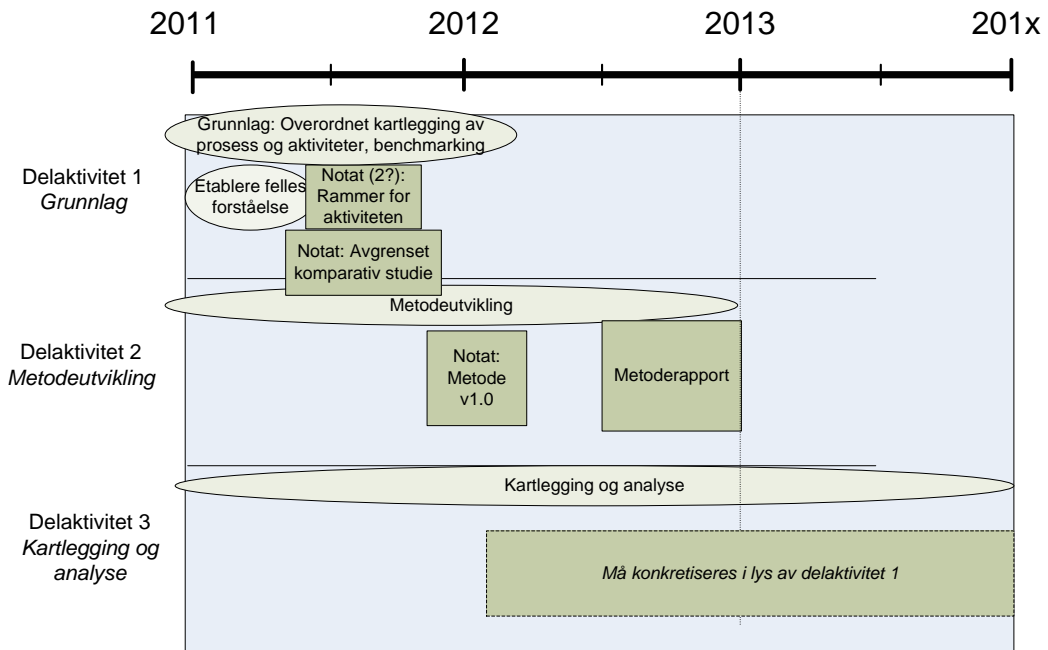 2011
2012
2013
201x
Delaktivitet 1
Grunnlag
Grunnlag: Overordnet kartlegging av
prosess og aktiviteter, benchmarking
Etablere felles
forståelse
Notat (2?):
Rammer for
aktiviteten
Notat: Avgrenset
komparativ studie
Delaktivitet 2
Metodeutvikling
Metodeutvikling
Notat:
Metode
v1.0
Metoderapport
Delaktivitet 3
Kartlegging og
analyse
Kartlegging og analyse
Må konkretiseres i lys av delaktivitet 1